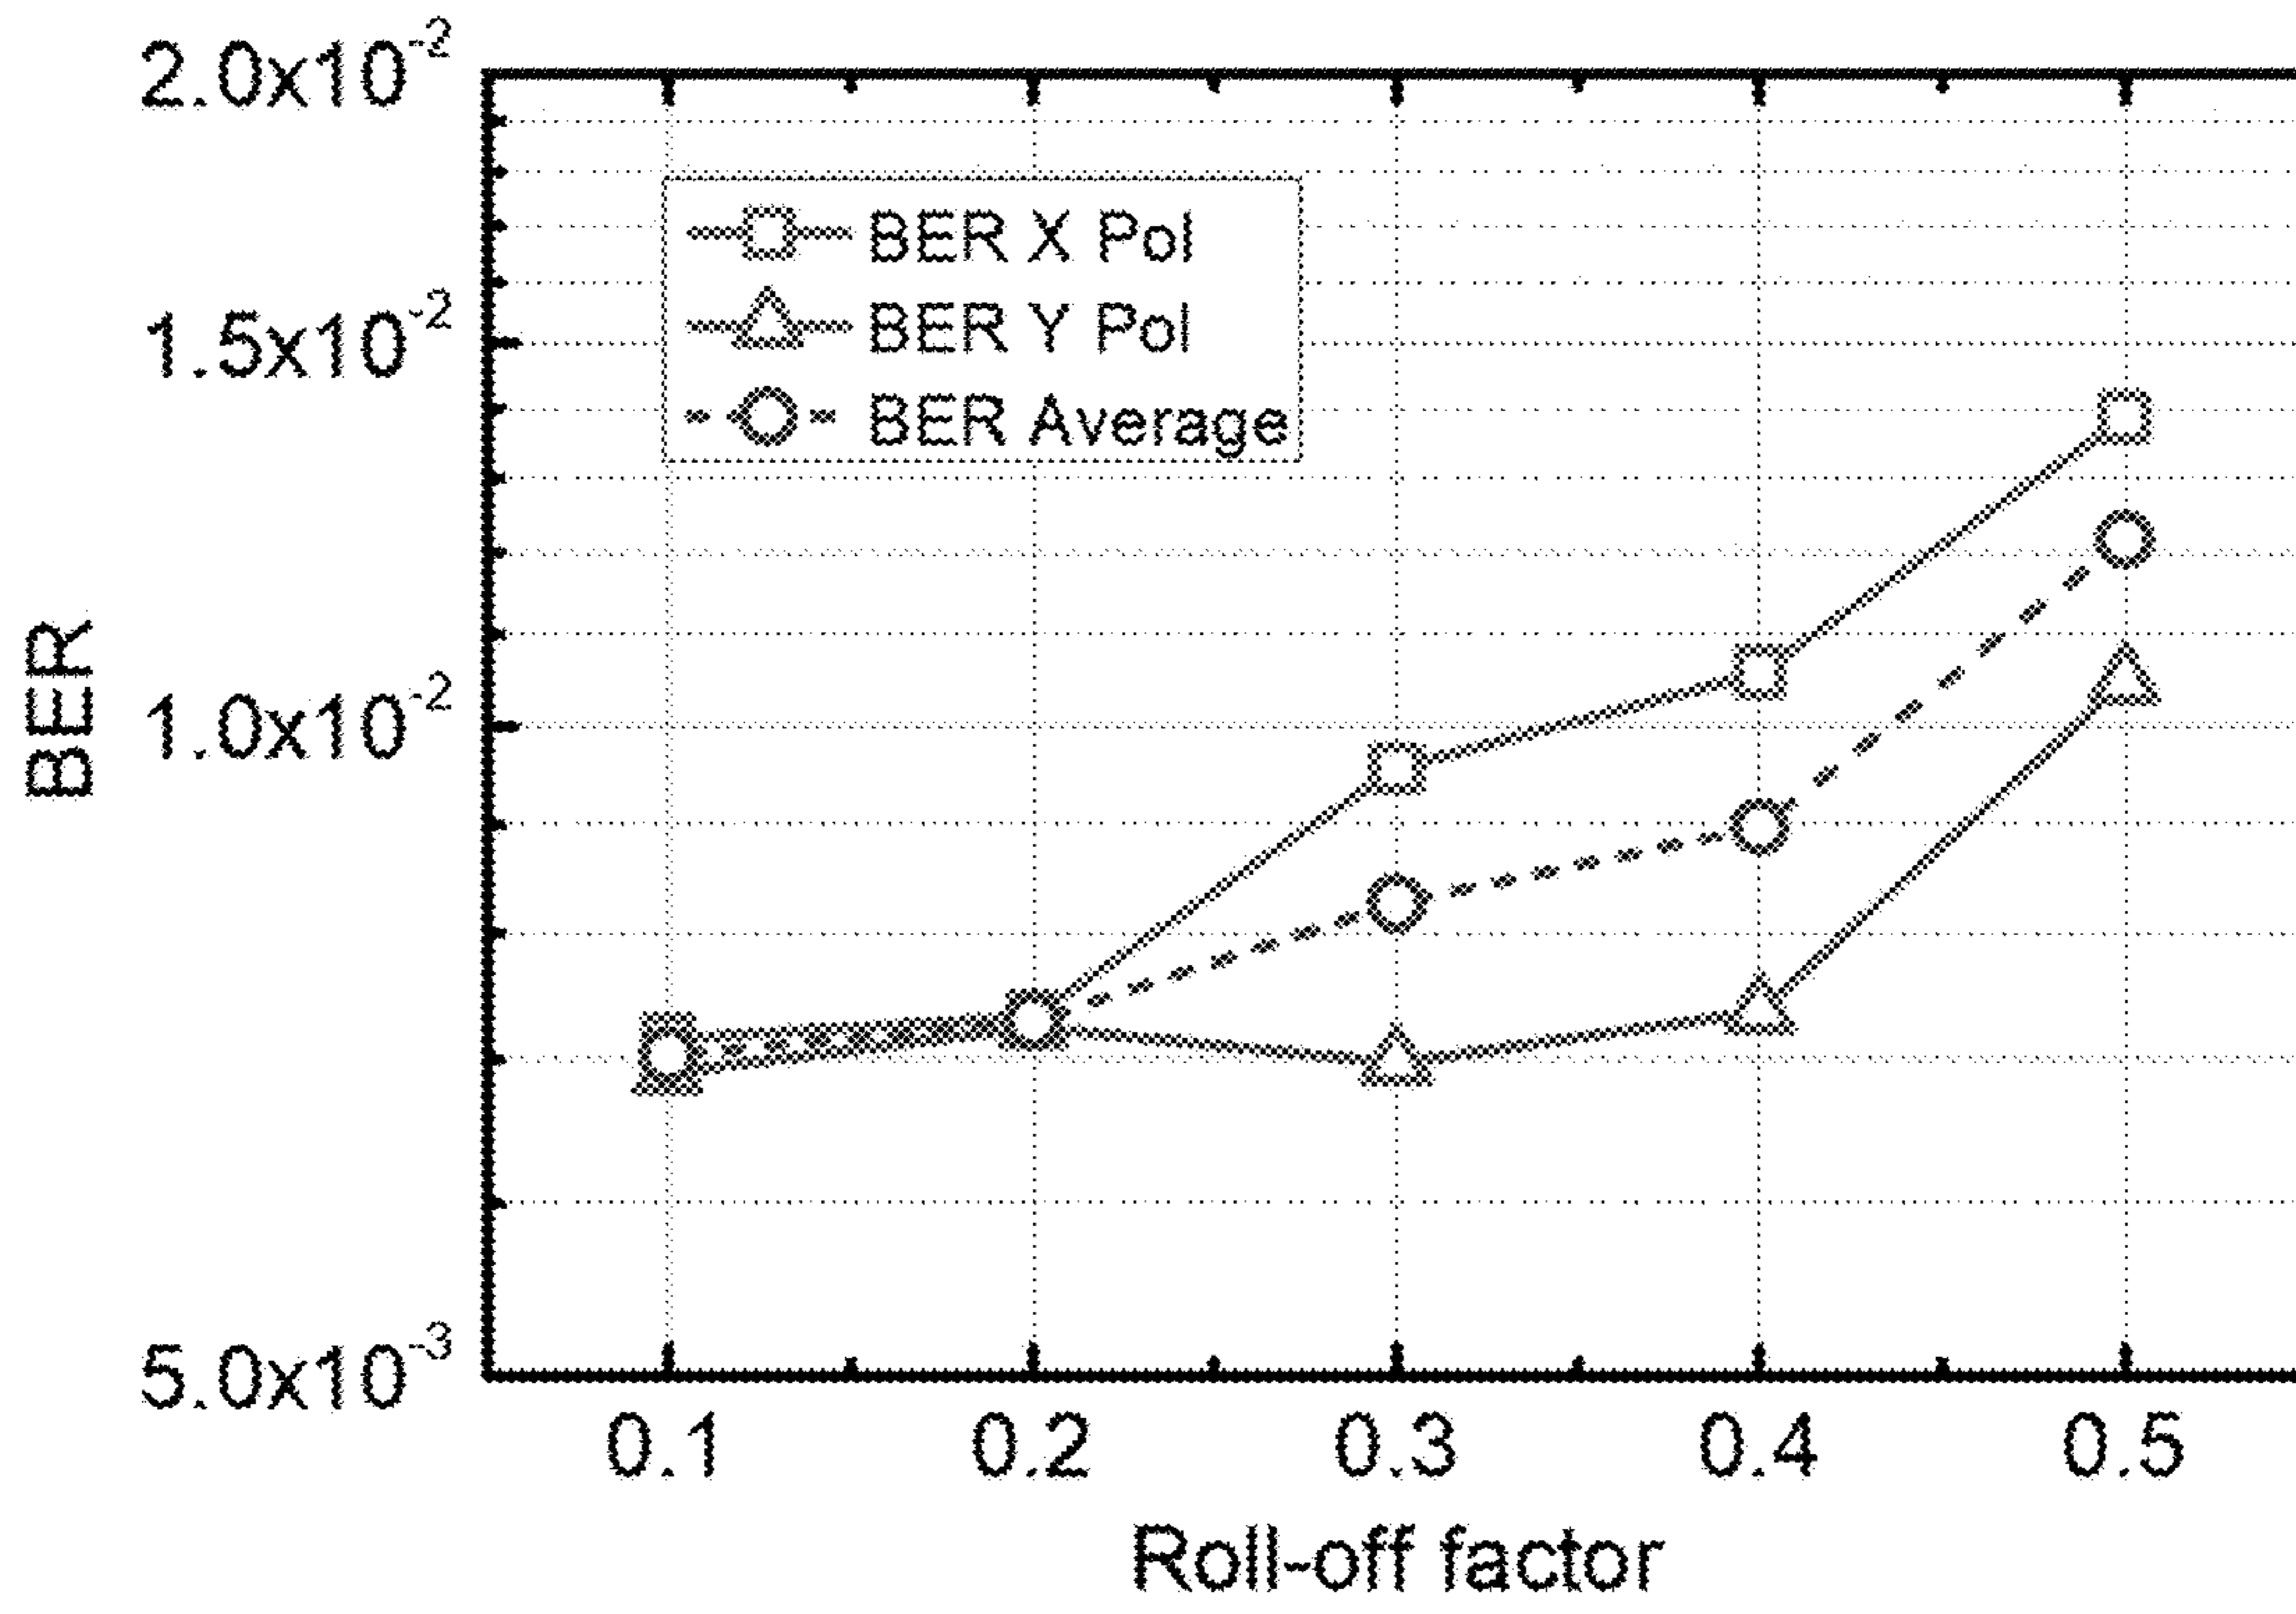 2.0x10⁻²
1.5x10⁻²
1.0x10⁻²
5.0x10⁻³
BER
BER X Pol
BER Y Pol
BER Average
0.1 0.2 0.3 0.4 0.5
Roll-off factor